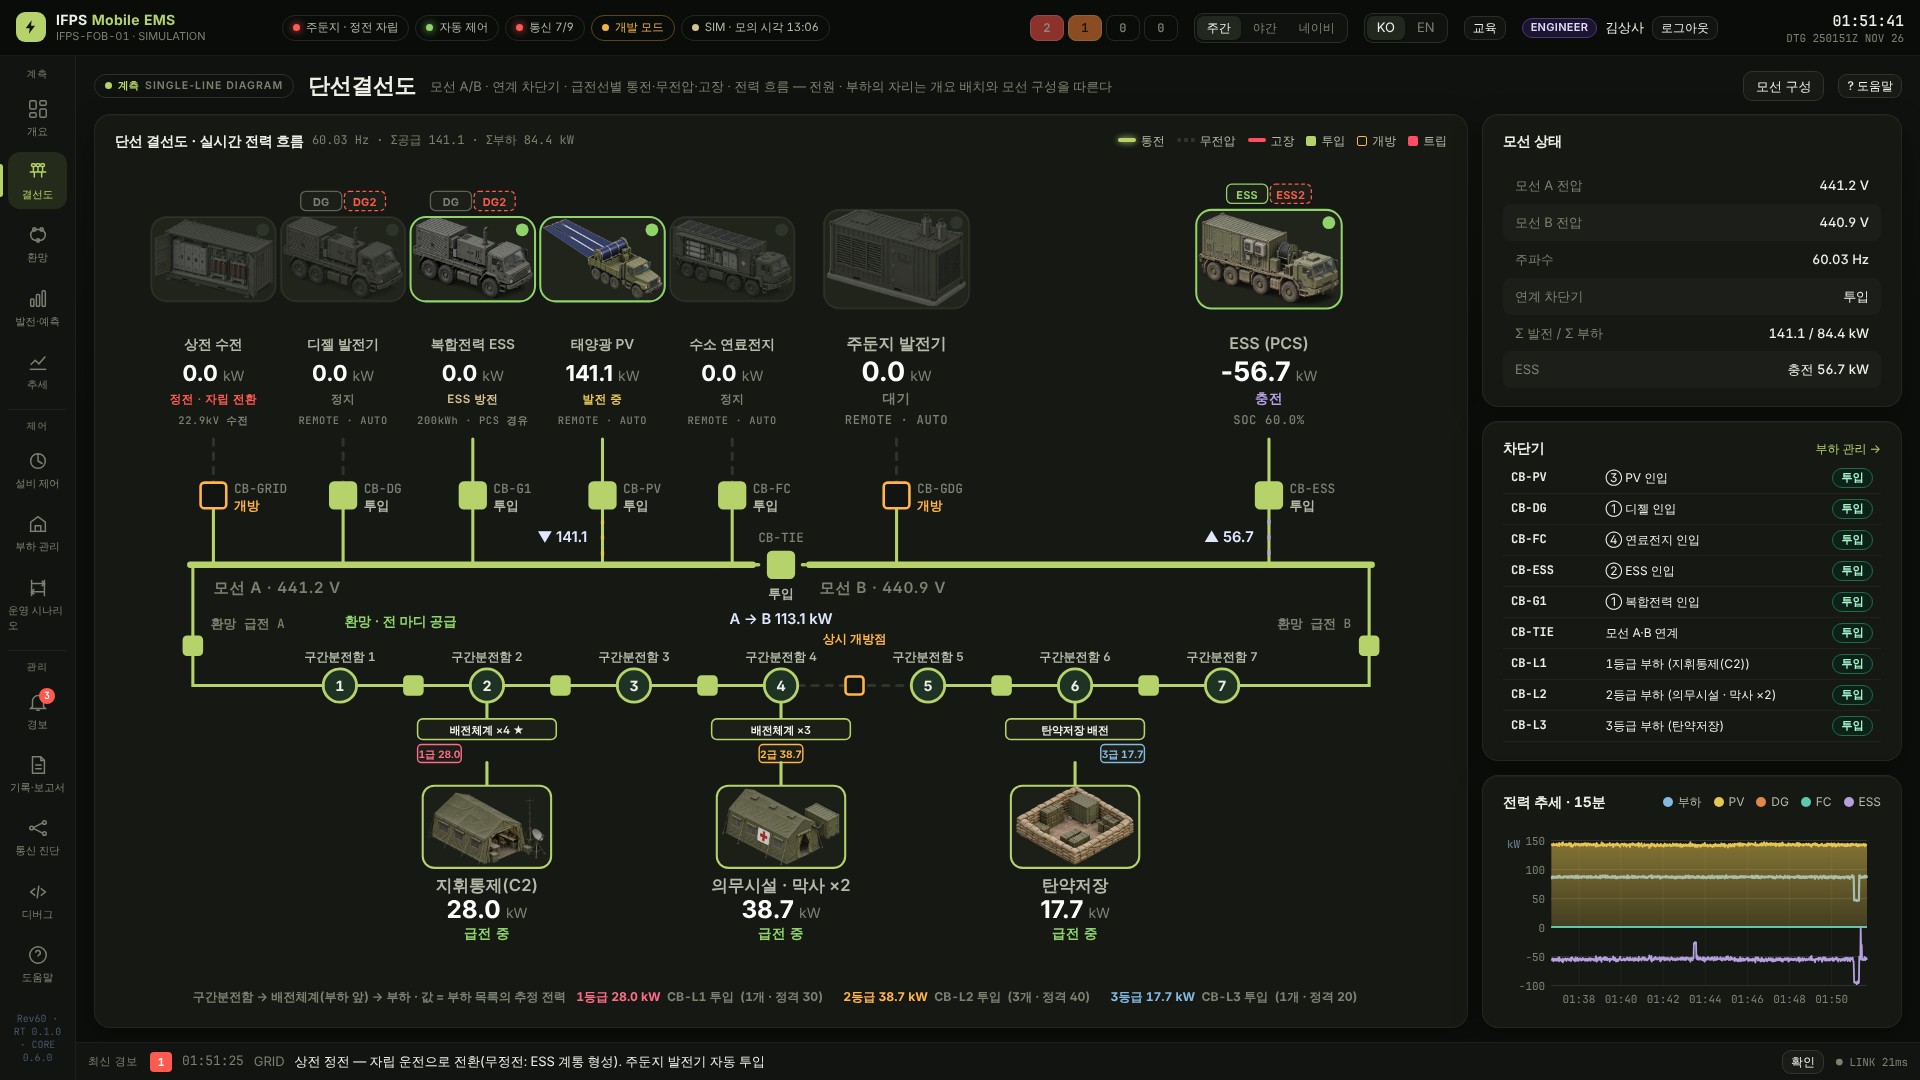 IFPS Mobile EMS
IFPS-FOB-01 · SIMULATION
주둔지 · 정전 자립
자동 제어
통신 7/9
개발 모드
SIM · 모의 시각 13:06
2
1
0
0
주간
야간
네이비
KO
EN
교육
ENGINEER
김상사
로그아웃
01:51:41
DTG 250151Z NOV 26
계측
개요
결선도
환망
발전·예측
추세
제어
설비 제어
부하 관리
운영 시나리오
관리
3
경보
기록·보고서
통신 진단
디버그
도움말
Rev60 · RT 0.1.0 · CORE 0.6.0
계측 SINGLE-LINE DIAGRAM
단선결선도
모선 A/B · 연계 차단기 · 급전선별 통전·무전압·고장 · 전력 흐름 — 전원 · 부하의 자리는 개요 배치와 모선 구성을 따른다
모선 구성
? 도움말
단선 결선도 · 실시간 전력 흐름
60.03 Hz · Σ공급 141.1 · Σ부하 84.4 kW
통전
무전압
고장
투입
개방
트립
DG DG2
DG DG2
ESS ESS2
상전 수전
0.0 kW
정전 · 자립 전환
22.9kV 수전
디젤 발전기
0.0 kW
정지
REMOTE · AUTO
복합전력 ESS
0.0 kW
ESS 방전
200kWh · PCS 경유
태양광 PV
141.1 kW
발전 중
REMOTE · AUTO
수소 연료전지
0.0 kW
정지
REMOTE · AUTO
주둔지 발전기
0.0 kW
대기
REMOTE · AUTO
ESS (PCS)
-56.7 kW
충전
SOC 60.0%
CB-GRID
개방
CB-DG
투입
CB-G1
투입
CB-PV
투입
CB-FC
투입
CB-GDG
개방
CB-ESS
투입
▼ 141.1
CB-TIE
▲ 56.7
모선 A · 441.2 V
투입
모선 B · 440.9 V
환망 급전 A
환망 · 전 마디 공급
A → B 113.1 kW
환망 급전 B
상시 개방점
구간분전함 1
구간분전함 2
구간분전함 3
구간분전함 4
구간분전함 5
구간분전함 6
구간분전함 7
1
2
3
4
5
6
7
배전체계 ×4 ★
배전체계 ×3
탄약저장 배전
1급 28.0
2급 38.7
3급 17.7
지휘통제(C2)
28.0 kW
급전 중
의무시설 · 막사 ×2
38.7 kW
급전 중
탄약저장
17.7 kW
급전 중
구간분전함 → 배전체계(부하 앞) → 부하 · 값 = 부하 목록의 추정 전력
1등급 28.0 kW CB-L1 투입 (1개 · 정격 30)
2등급 38.7 kW CB-L2 투입 (3개 · 정격 40)
3등급 17.7 kW CB-L3 투입 (1개 · 정격 20)
모선 상태
모선 A 전압 441.2 V
모선 B 전압 440.9 V
주파수 60.03 Hz
연계 차단기 투입
Σ 발전 / Σ 부하 141.1 / 84.4 kW
ESS 충전 56.7 kW
차단기
부하 관리 →
CB-PV ③ PV 인입 투입
CB-DG ① 디젤 인입 투입
CB-FC ④ 연료전지 인입 투입
CB-ESS ② ESS 인입 투입
CB-G1 ① 복합전력 인입 투입
CB-TIE 모선 A·B 연계 투입
CB-L1 1등급 부하 (지휘통제(C2)) 투입
CB-L2 2등급 부하 (의무시설 · 막사 ×2) 투입
CB-L3 3등급 부하 (탄약저장) 투입
전력 추세 · 15분
부하
PV
DG
FC
ESS
kW
150
100
50
0
-50
-100
01:38 01:40 01:42 01:44 01:46 01:48 01:50
최신 경보
1
01:51:25
GRID
상전 정전 — 자립 운전으로 전환(무정전: ESS 계통 형성). 주둔지 발전기 자동 투입
확인
LINK 21ms